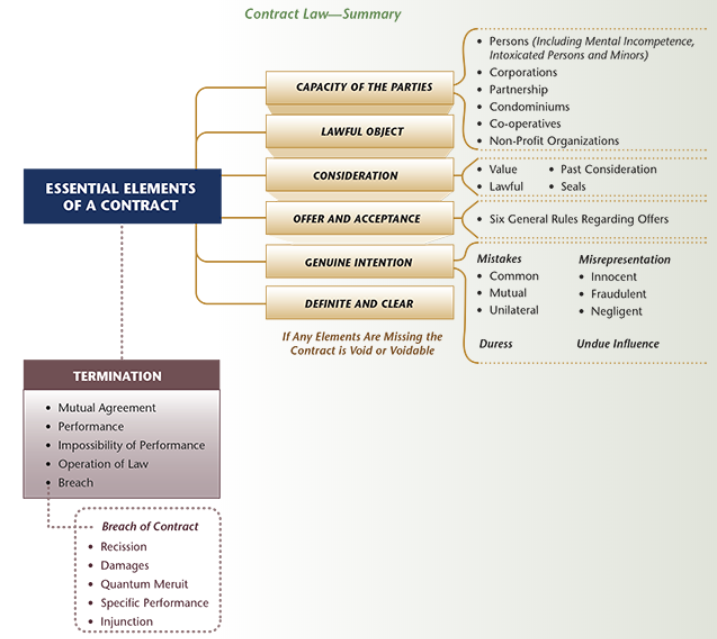 Contract Law—Summary
ESSENTIAL ELEMENTS
OF A CONTRACT
CAPACITY OF THE PARTIES
• Persons (Including Mental Incompetence,
Intoxicated Persons and Minors)
• Corporations
• Partnership
• Condominiums
• Co-operatives
• Non-Profit Organizations
LAWFUL OBJECT
CONSIDERATION
• Value • Past Consideration
• Lawful • Seals
OFFER AND ACCEPTANCE
• Six General Rules Regarding Offers
GENUINE INTENTION
Mistakes
• Common
• Mutual
• Unilateral
Misrepresentation
• Innocent
• Fraudulent
• Negligent
Duress
Undue Influence
DEFINITE AND CLEAR
If Any Elements Are Missing the
Contract is Void or Voidable
TERMINATION
• Mutual Agreement
• Performance
• Impossibility of Performance
• Operation of Law
• Breach
Breach of Contract
• Recission
• Damages
• Quantum Meruit
• Specific Performance
• Injunction